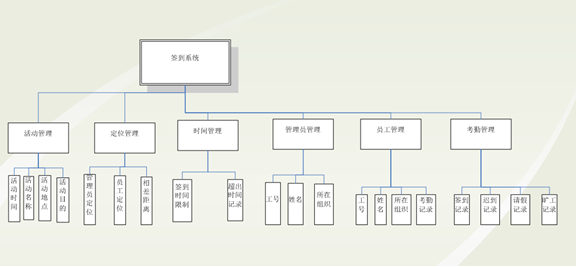 签到系统
活动管理
定位管理
时间管理
管理员管理
员工管理
考勤管理
活动时间
活动名称
活动地点
活动目的
管理员定位
员工定位
相差距离
签到时间限制
超出时间记录
工号
姓名
所在组织
工号
姓名
所在组织
考勤记录
签到记录
迟到记录
请假记录
旷工记录